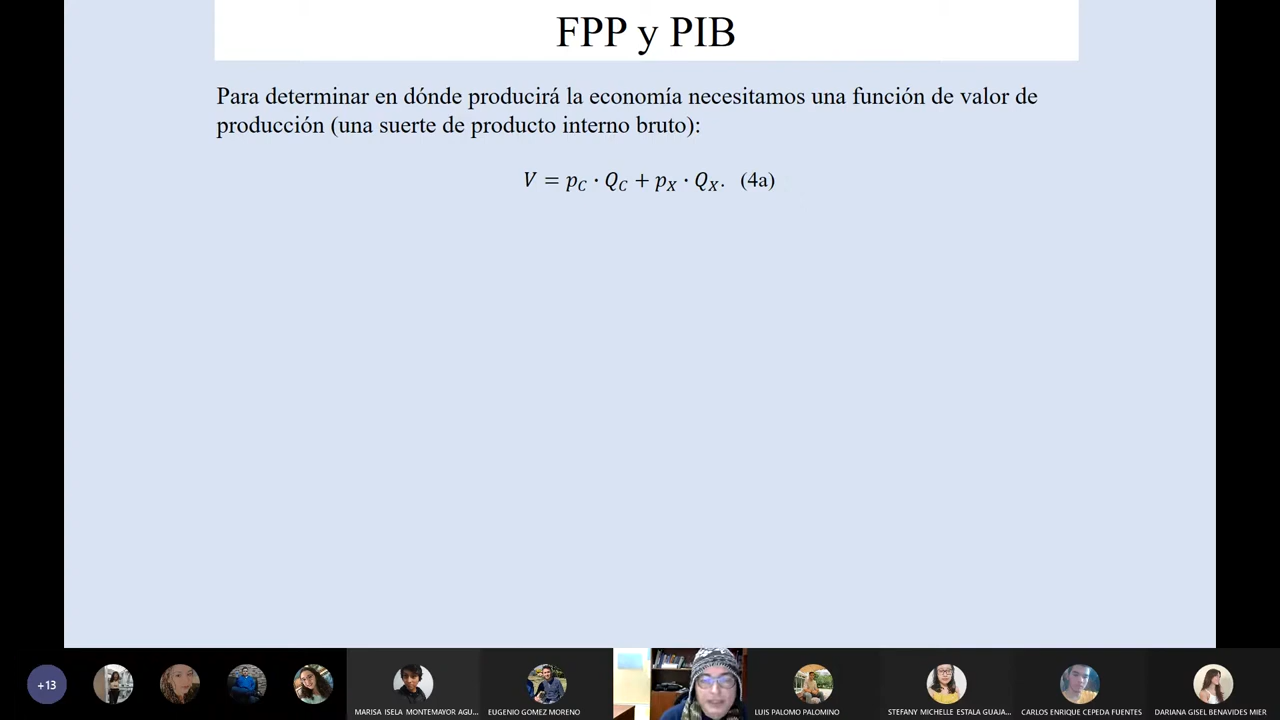 FPP y PIB
Para determinar en dónde producirá la economía necesitamos una función de valor de
producción (una suerte de producto interno bruto):
V = p_C · Q_C + p_X · Q_X. (4a)
+13
MARISA ISELA MONTEMAYOR AGU...
EUGENIO GOMEZ MORENO
LUIS PALOMO PALOMINO
STEFANY MICHELLE ESTALA GUAJA...
CARLOS ENRIQUE CEPEDA FUENTES
DARIANA GISEL BENAVIDES MIER